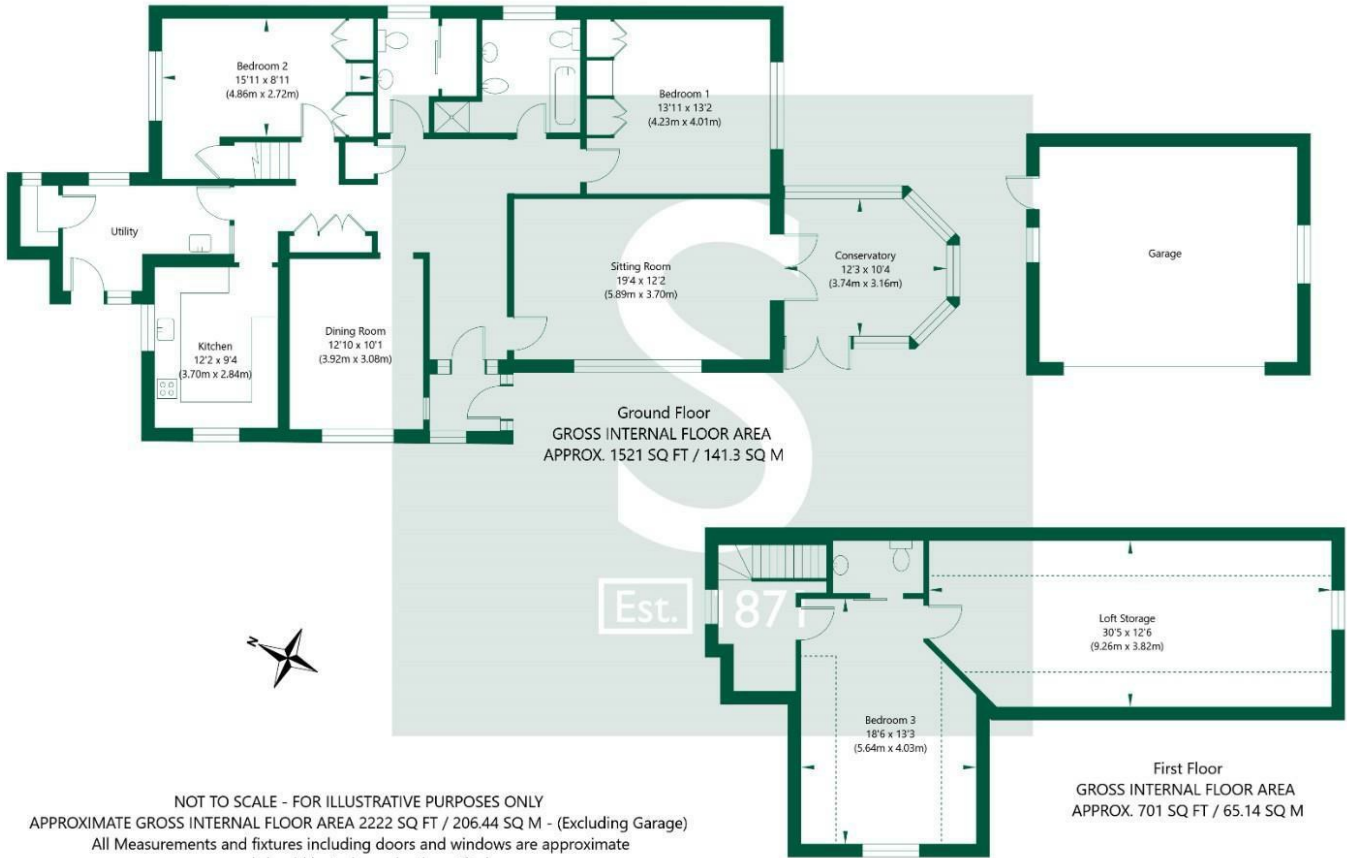 Bedroom 2
15'11 x 8'11
(4.86m x 2.72m)
Bedroom 1
13'11 x 13'2
(4.23m x 4.01m)
Utility
Sitting Room
19'4 x 12'2
(5.89m x 3.70m)
Conservatory
12'3 x 10'4
(3.74m x 3.16m)
Garage
Kitchen
12'2 x 9'4
(3.70m x 2.84m)
Dining Room
12'10 x 10'1
(3.92m x 3.08m)
S
Ground Floor
GROSS INTERNAL FLOOR AREA
APPROX. 1521 SQ FT / 141.3 SQ M
Est. 1871
N
Loft Storage
30'5 x 12'6
(9.26m x 3.82m)
Bedroom 3
18'6 x 13'3
(5.64m x 4.03m)
First Floor
GROSS INTERNAL FLOOR AREA
APPROX. 701 SQ FT / 65.14 SQ M
NOT TO SCALE - FOR ILLUSTRATIVE PURPOSES ONLY
APPROXIMATE GROSS INTERNAL FLOOR AREA 2222 SQ FT / 206.44 SQ M - (Excluding Garage)
All Measurements and fixtures including doors and windows are approximate